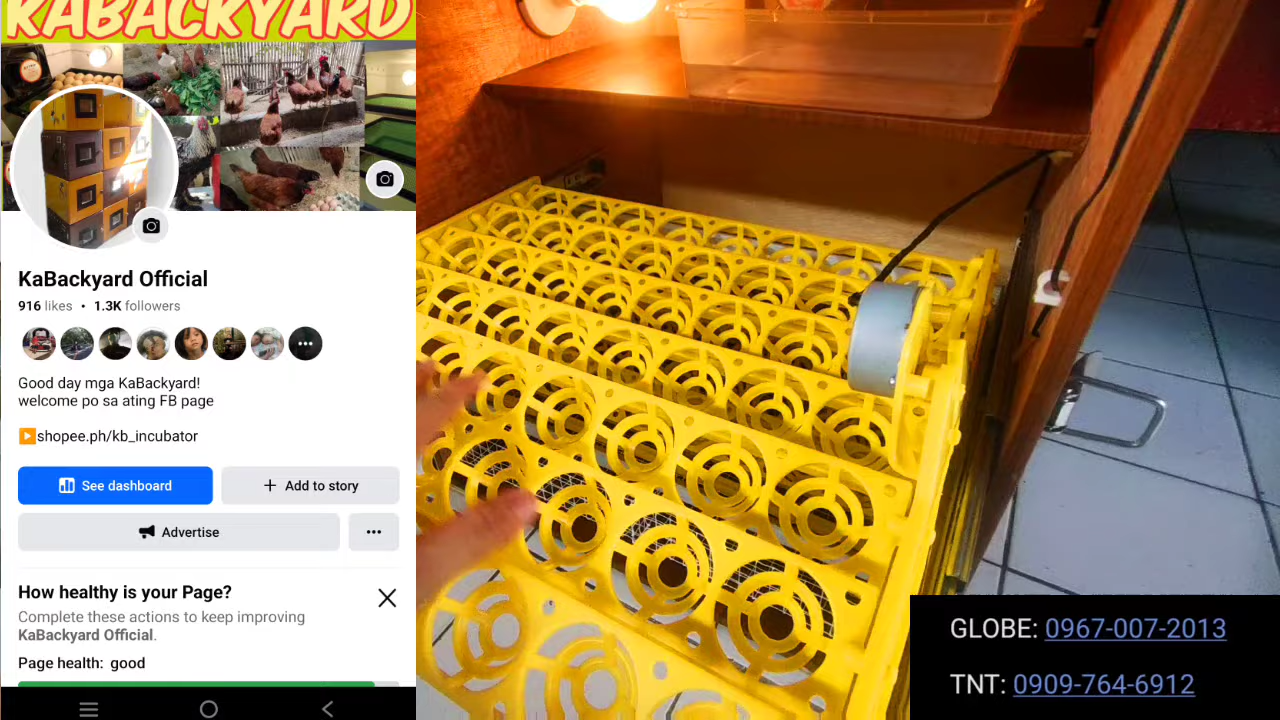 KABACKYARD
KaBackyard Official
916 likes • 1.3K followers
Good day mga KaBackyard!
welcome po sa ating FB page
shopee.ph/kb_incubator
See dashboard
Add to story
Advertise
How healthy is your Page?
Complete these actions to keep improving
KaBackyard Official.
Page health: good
GLOBE: 0967-007-2013
TNT: 0909-764-6912